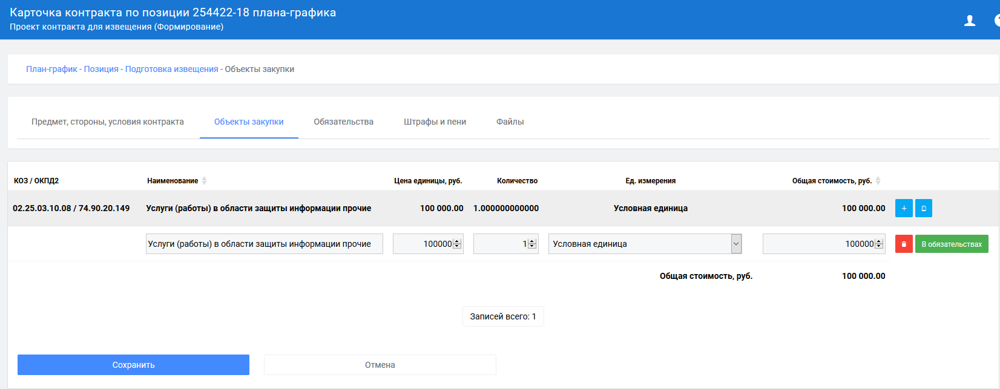 Карточка контракта по позиции 254422-18 плана-графика
Проект контракта для извещения (Формирование)
План-график - Позиция - Подготовка извещения - Объекты закупки
Предмет, стороны, условия контракта Объекты закупки Обязательства Штрафы и пени Файлы
КОЗ / ОКПД2 Наименование Цена единицы, руб. Количество Ед. измерения Общая стоимость, руб.
02.25.03.10.08 / 74.90.20.149 Услуги (работы) в области защиты информации прочие 100 000.00 1.000000000000 Условная единица 100 000.00 +
Услуги (работы) в области защиты информации прочие 100000 1 Условная единица 100000 В обязательствах
Общая стоимость, руб. 100 000.00
Записей всего: 1
Сохранить Отмена